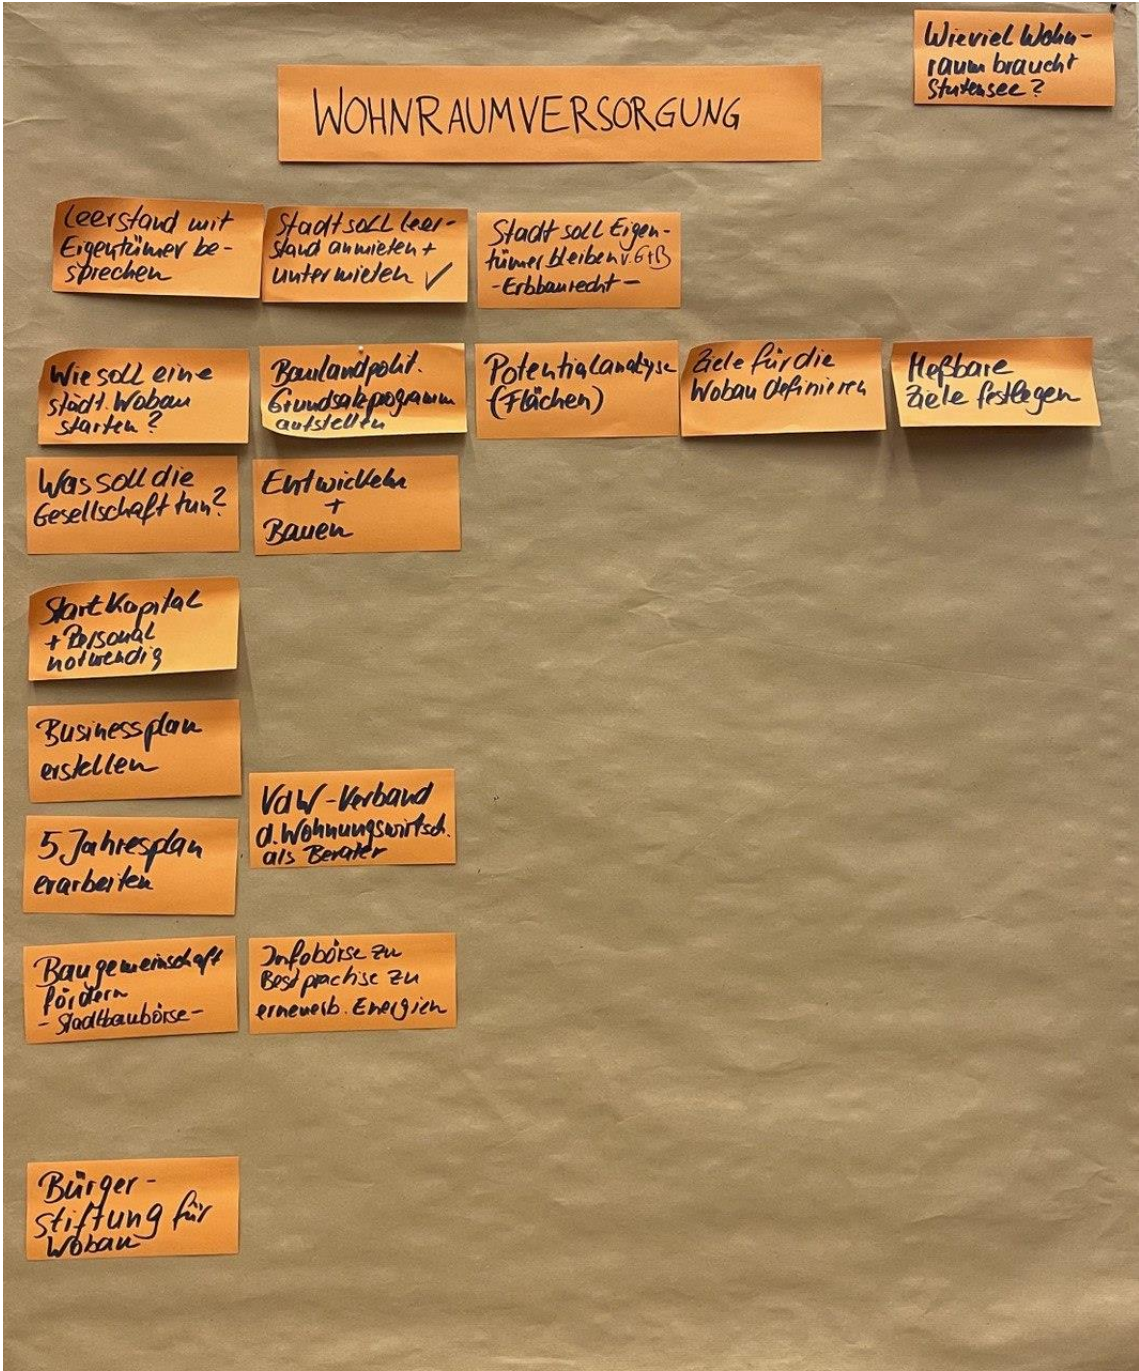 Wieviel Wohn-
raum braucht
Stutensee?
WOHNRAUMVERSORGUNG
Leerstand mit
Eigentümer be-
sprechen
Stadt soll Leer-
stand anmieten +
untermieten ✓
Stadt soll Eigen-
tümer bleiben v. G+B
- Erbbaurecht -
Wie soll eine
städt. Wobau
starten?
Baulandpolit.
Grundsatzprogramm
aufstellen
Potentialanalyse
(Flächen)
Ziele für die
Wobau definieren
Meßbare
Ziele festlegen
Was soll die
Gesellschaft tun?
Entwickeln
+
Bauen
Startkapital
+ Personal
notwendig
Businessplan
erstellen
VdW-Verband
d. Wohnungswirtsch.
als Berater
5 Jahresplan
erarbeiten
Baugemeinschaft
fördern
- Stadtbaubörse -
Infobörse zu
Best practise zu
erneuerb. Energien
Bürger-
stiftung für
Wobau